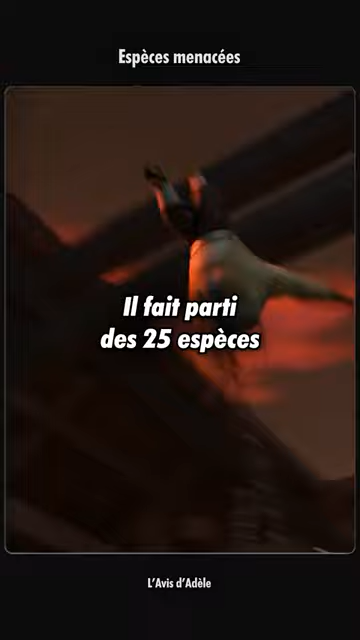 Espèces menacées
Il fait parti
des 25 espèces
L'Avis d'Adèle